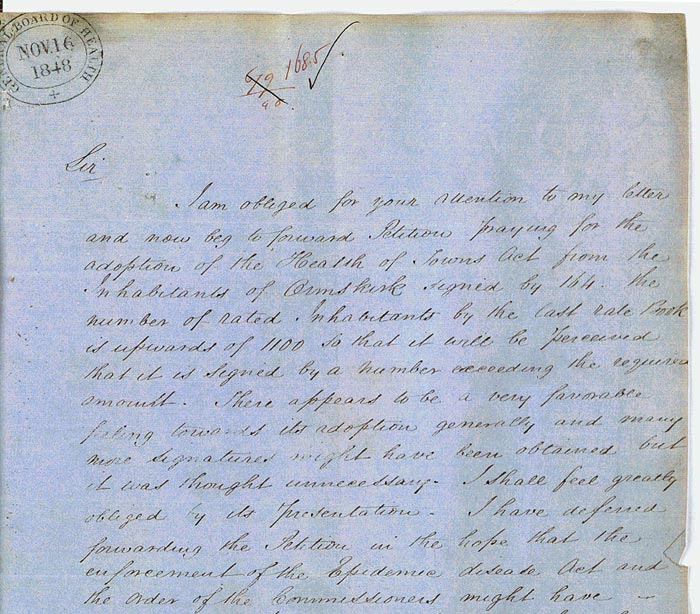 GENERAL BOARD OF HEALTH
NOV. 16
1848
1685
Sir
I am obliged for your attention to my letter
and now beg to forward Petition praying for the
adoption of the Health of Towns Act from the
Inhabitants of Ormskirk signed by 164. the
number of rated Inhabitants by the last rate Book
is upwards of 1100 so that it will be perceived
that it is signed by a number exceeding the required
amount. There appears to be a very favorable
feeling towards its adoption generally and many
more signatures might have been obtained but
it was thought unnecessary. I shall feel greatly
obliged by its presentation. I have deferred
forwarding the Petition in the hope that the
enforcement of the Epidemic disease Act and
the order of the Commissioners might have